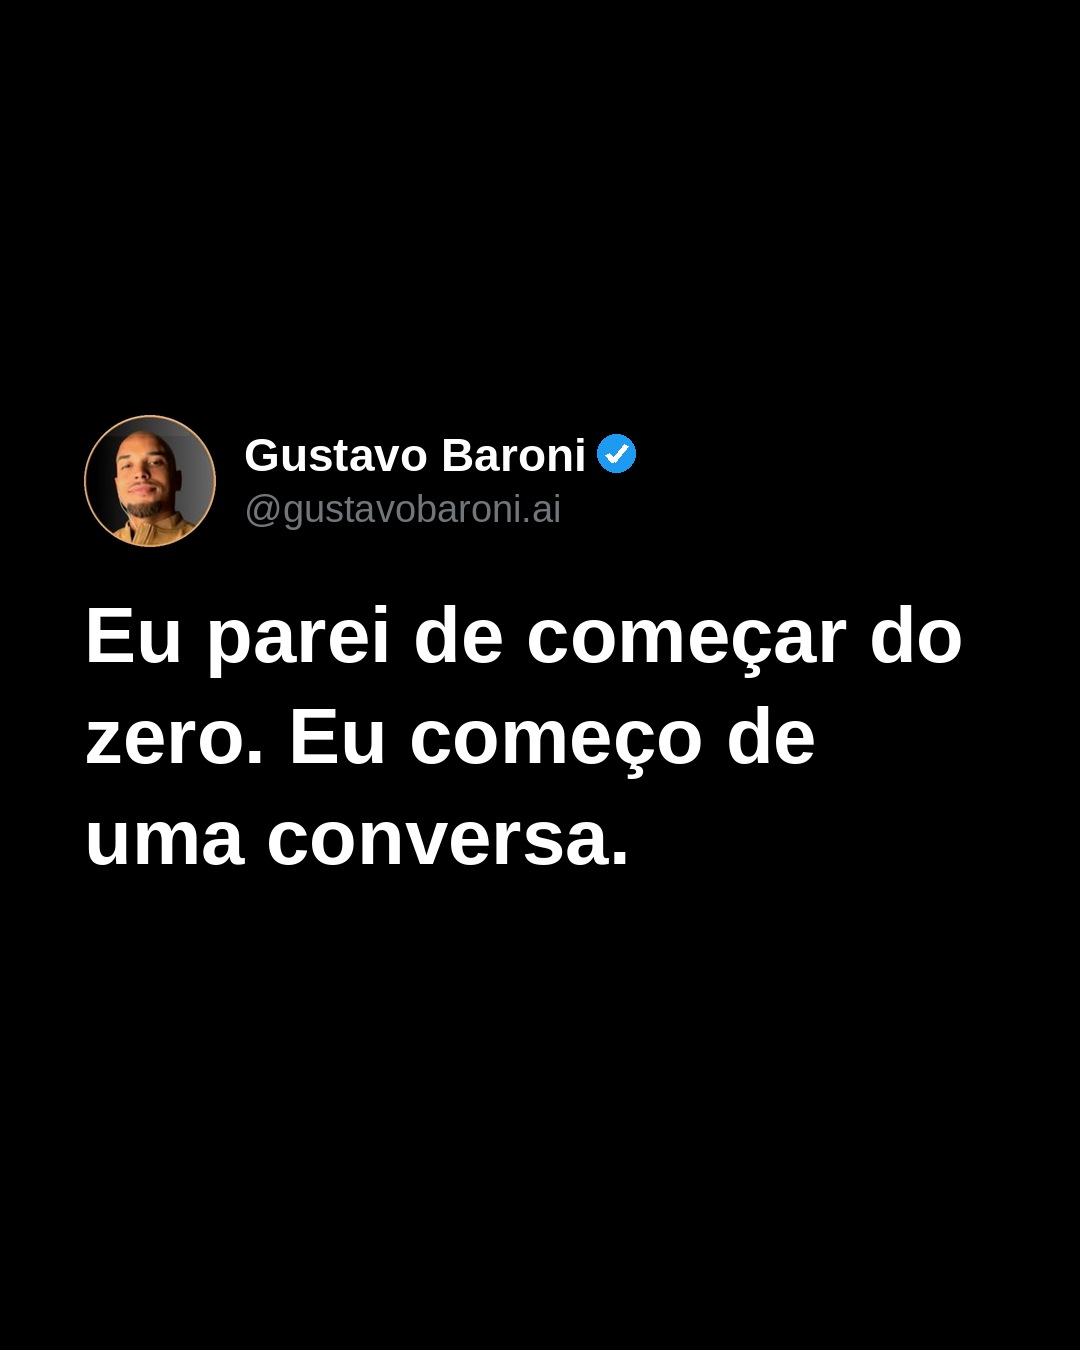 Gustavo Baroni
@gustavobaroni.ai
Eu parei de começar do
zero. Eu começo de
uma conversa.